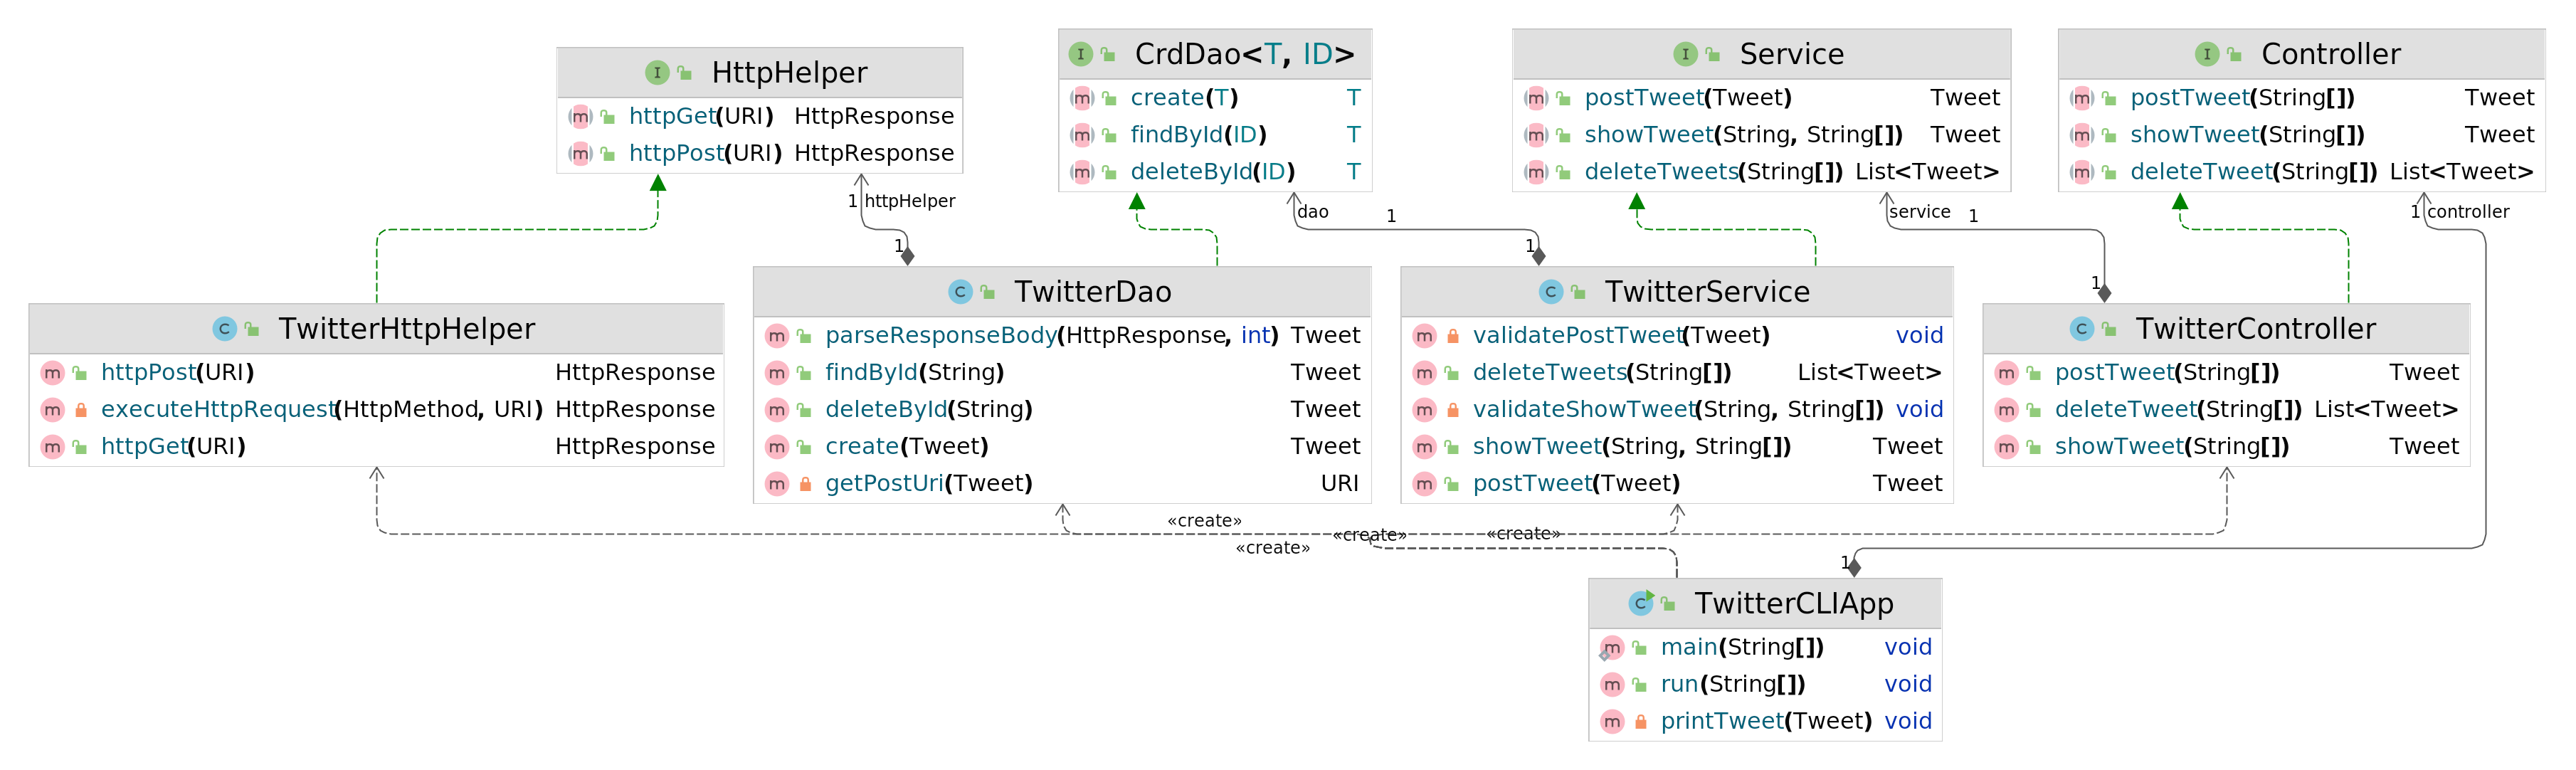 HttpHelper
httpGet(URI) HttpResponse
httpPost(URI) HttpResponse
CrdDao<T, ID>
create(T) T
findById(ID) T
deleteById(ID) T
Service
postTweet(Tweet) Tweet
showTweet(String, String[]) Tweet
deleteTweets(String[]) List<Tweet>
Controller
postTweet(String[]) Tweet
showTweet(String[]) Tweet
deleteTweet(String[]) List<Tweet>
1 httpHelper
1
dao 1
1
service 1
1
1 controller
TwitterHttpHelper
httpPost(URI) HttpResponse
executeHttpRequest(HttpMethod, URI) HttpResponse
httpGet(URI) HttpResponse
TwitterDao
parseResponseBody(HttpResponse, int) Tweet
findById(String) Tweet
deleteById(String) Tweet
create(Tweet) Tweet
getPostUri(Tweet) URI
TwitterService
validatePostTweet(Tweet) void
deleteTweets(String[]) List<Tweet>
validateShowTweet(String, String[]) void
showTweet(String, String[]) Tweet
postTweet(Tweet) Tweet
TwitterController
postTweet(String[]) Tweet
deleteTweet(String[]) List<Tweet>
showTweet(String[]) Tweet
«create»
«create»
«create»
«create»
1
TwitterCLIApp
main(String[]) void
run(String[]) void
printTweet(Tweet) void